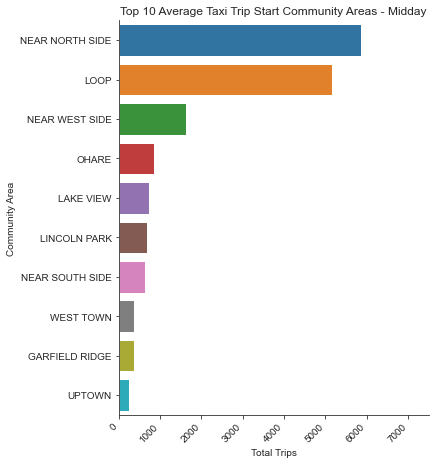 Top 10 Average Taxi Trip Start Community Areas - Midday
Community Area
NEAR NORTH SIDE
LOOP
NEAR WEST SIDE
OHARE
LAKE VIEW
LINCOLN PARK
NEAR SOUTH SIDE
WEST TOWN
GARFIELD RIDGE
UPTOWN
0 1000 2000 3000 4000 5000 6000 7000
Total Trips